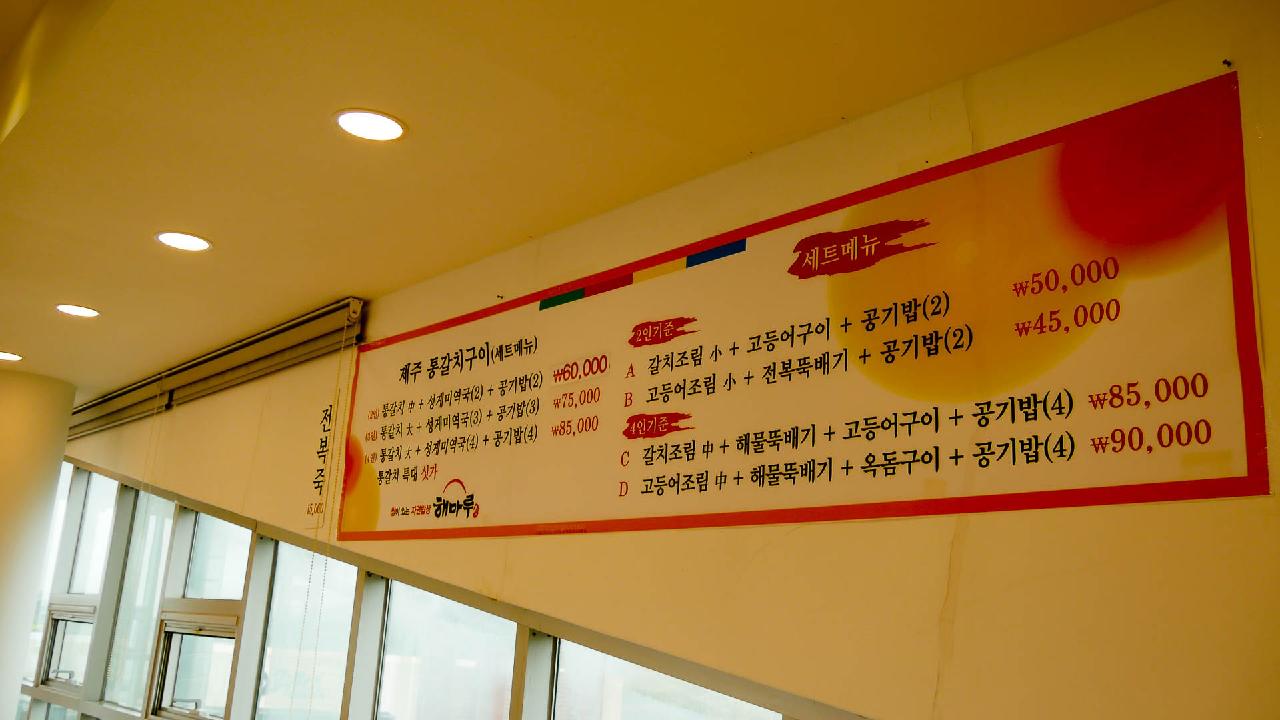 전복죽
제주 통갈치구이(세트메뉴)
통갈치 中 + 성게미역국(2) + 공기밥(2) ₩60,000
통갈치 大 + 성게미역국(3) + 공기밥(3) ₩75,000
통갈치 大 + 성게미역국(4) + 공기밥(4) ₩85,000
통갈치 특대 싯가
해마루
세트메뉴
2인기준
A 갈치조림 小 + 고등어구이 + 공기밥(2) ₩50,000
B 고등어조림 小 + 전복뚝배기 + 공기밥(2) ₩45,000
4인기준
C 갈치조림 中 + 해물뚝배기 + 고등어구이 + 공기밥(4) ₩85,000
D 고등어조림 中 + 해물뚝배기 + 옥돔구이 + 공기밥(4) ₩90,000